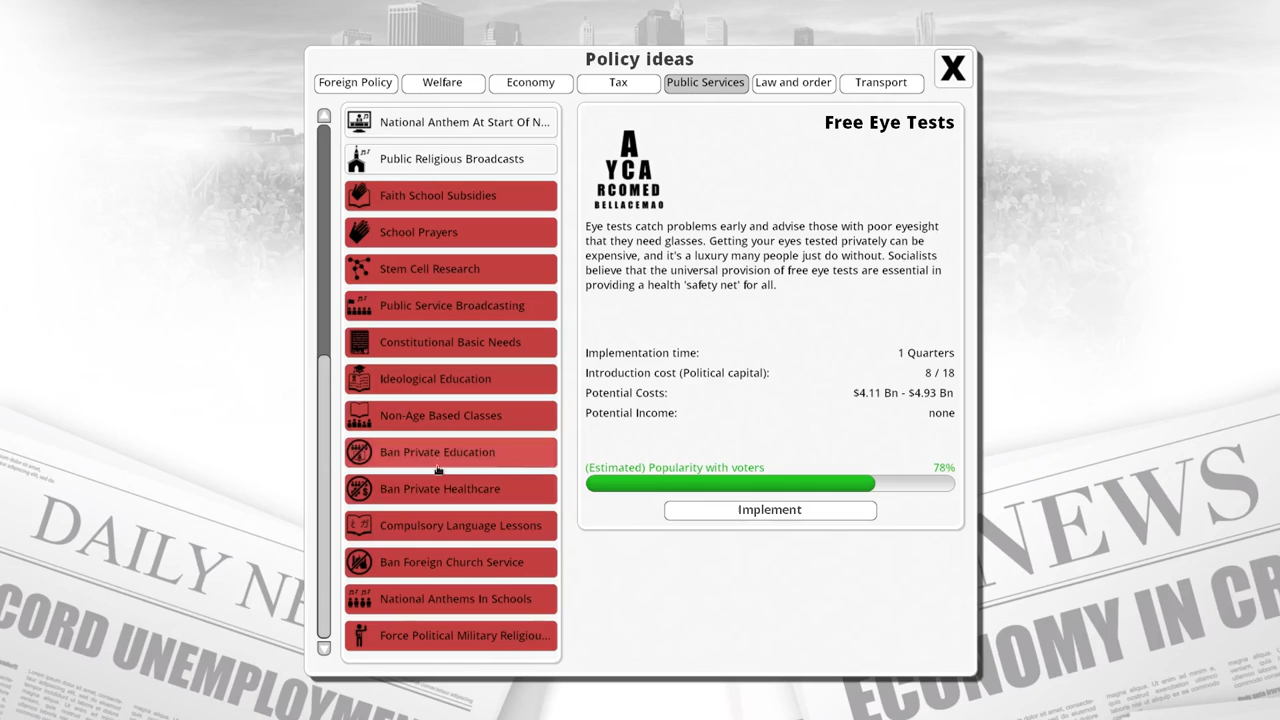 Policy ideas
X
Foreign Policy
Welfare
Economy
Tax
Public Services
Law and order
Transport
National Anthem At Start Of N...
Public Religious Broadcasts
Faith School Subsidies
School Prayers
Stem Cell Research
Public Service Broadcasting
Constitutional Basic Needs
Ideological Education
Non-Age Based Classes
Ban Private Education
Ban Private Healthcare
Compulsory Language Lessons
Ban Foreign Church Service
National Anthems In Schools
Force Political Military Religiou...
Free Eye Tests
A
YCA
RCOMED
BELLACEMAO
Eye tests catch problems early and advise those with poor eyesight
that they need glasses. Getting your eyes tested privately can be
expensive, and it's a luxury many people just do without. Socialists
believe that the universal provision of free eye tests are essential in
providing a health 'safety net' for all.
Implementation time: 1 Quarters
Introduction cost (Political capital): 8 / 18
Potential Costs: $4.11 Bn - $4.93 Bn
Potential Income: none
(Estimated) Popularity with voters 78%
Implement
DAILY NE
CORD UNEMPLOYM
NEWS
ECONOMY IN CR